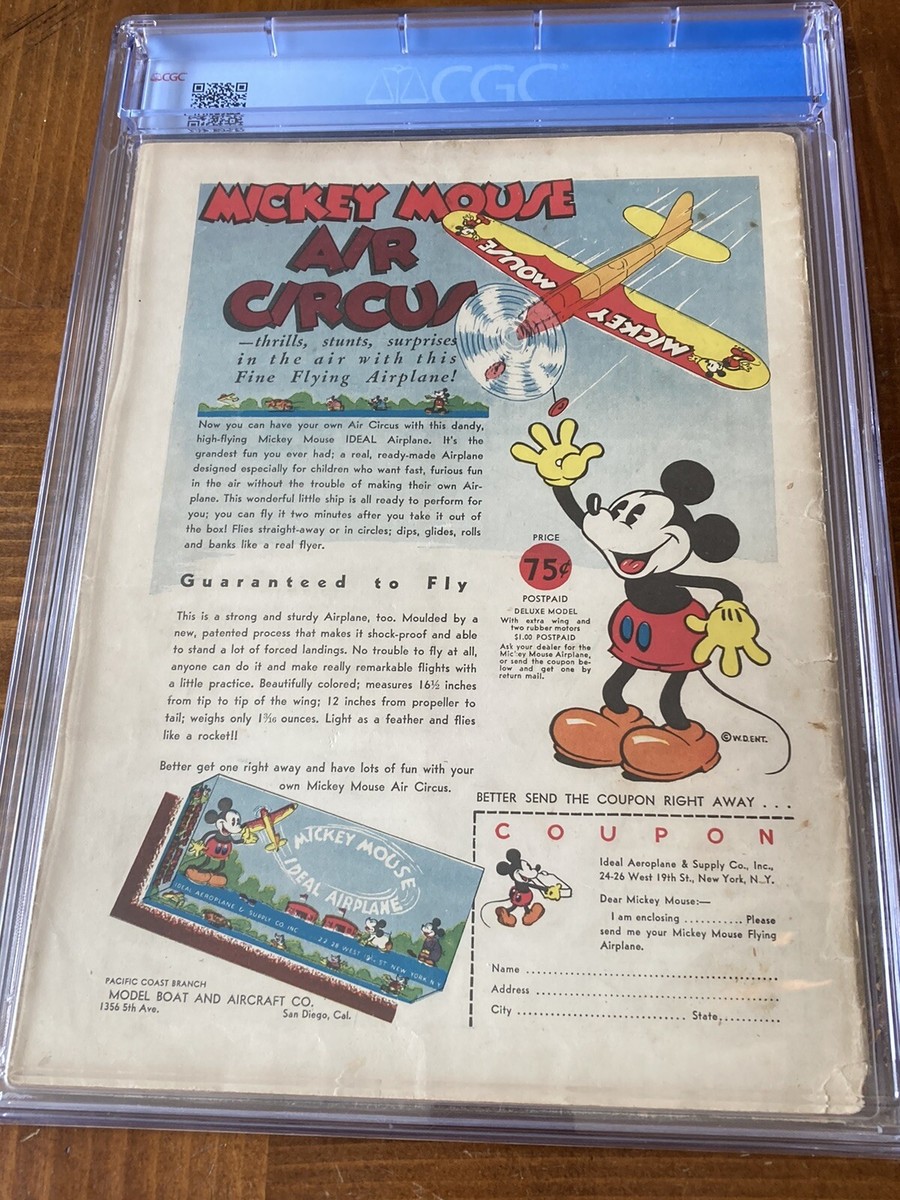 CGC
CGC
MICKEY MOUSE
AIR
CIRCUS
—thrills, stunts, surprises
in the air with this
Fine Flying Airplane!
MICKEY
MOUSE
Now you can have your own Air Circus with this dandy,
high-flying Mickey Mouse IDEAL Airplane. It's the
grandest fun you ever had; a real, ready-made Airplane
designed especially for children who want fast, furious fun
in the air without the trouble of making their own Air-
plane. This wonderful little ship is all ready to perform for
you; you can fly it two minutes after you take it out of
the box! Flies straight-away or in circles; dips, glides, rolls
and banks like a real flyer.
Guaranteed to Fly
This is a strong and sturdy Airplane, too. Moulded by a
new, patented process that makes it shock-proof and able
to stand a lot of forced landings. No trouble to fly at all,
anyone can do it and make really remarkable flights with
a little practice. Beautifully colored; measures 16½ inches
from tip to tip of the wing; 12 inches from propeller to
tail; weighs only 1 9/16 ounces. Light as a feather and flies
like a rocket!!
Better get one right away and have lots of fun with your
own Mickey Mouse Air Circus.
PRICE
75¢
POSTPAID
DELUXE MODEL
With extra wing and
two rubber motors
$1.00 POSTPAID
Ask your dealer for the
Mickey Mouse Airplane,
or send the coupon be-
low and get one by
return mail.
© W.D.ENT.
MICKEY MOUSE
IDEAL AIRPLANE
IDEAL AEROPLANE & SUPPLY CO. INC
ST NEW YORK N.Y.
PACIFIC COAST BRANCH
MODEL BOAT AND AIRCRAFT CO.
1356 5th Ave. San Diego, Cal.
BETTER SEND THE COUPON RIGHT AWAY . . .
COUPON
Ideal Aeroplane & Supply Co., Inc.,
24-26 West 19th St., New York, N. Y.
Dear Mickey Mouse:—
I am enclosing ........... Please
send me your Mickey Mouse Flying
Airplane.
Name
Address
City State